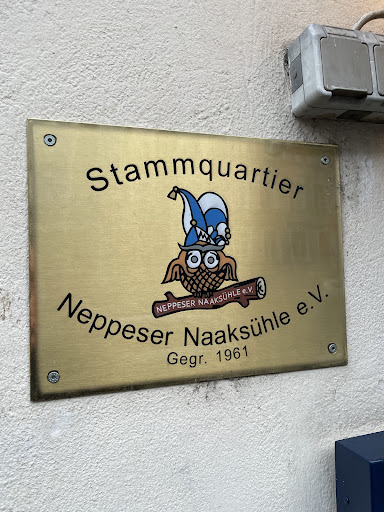 Stammquartier
NEPPESER NAAKSÜHLE e.V.
Neppeser Naaksühle e.V.
Gegr. 1961